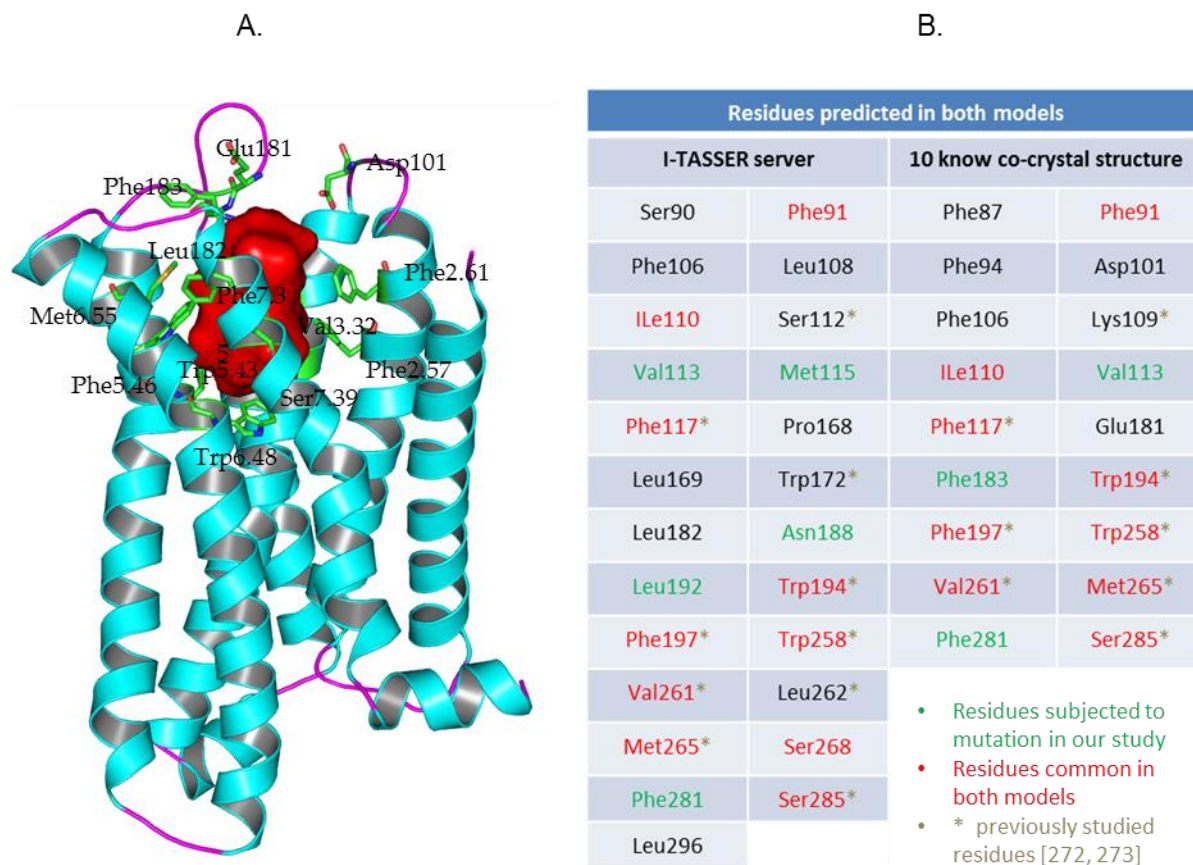 A.
B.
Glu181
Asp101
Phe183
Leu182
Phe2.61
Phe7.3
Met6.55
Val3.32
5
Trp5.43
Phe2.57
Phe5.46
Ser7.39
Trp6.48
Residues predicted in both models
I-TASSER server 10 know co-crystal structure
Ser90 Phe91 Phe87 Phe91
Phe106 Leu108 Phe94 Asp101
ILe110 Ser112* Phe106 Lys109*
Val113 Met115 ILe110 Val113
Phe117* Pro168 Phe117* Glu181
Leu169 Trp172* Phe183 Trp194*
Leu182 Asn188 Phe197* Trp258*
Leu192 Trp194* Val261* Met265*
Phe197* Trp258* Phe281 Ser285*
Val261* Leu262*
Met265* Ser268
Phe281 Ser285*
Leu296
• Residues subjected to
mutation in our study
• Residues common in
both models
• * previously studied
residues [272, 273]